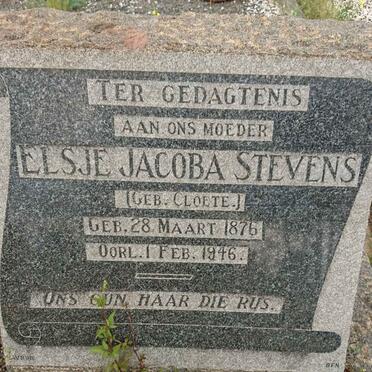 TER GEDAGTENIS
AAN ONS MOEDER
ELSJE JACOBA STEVENS
(GEB. CLOETE.)
GEB. 28. MAART 1876
OORL. 1 FEB. 1946.
ONS GUN HAAR DIE RUS.
BFN